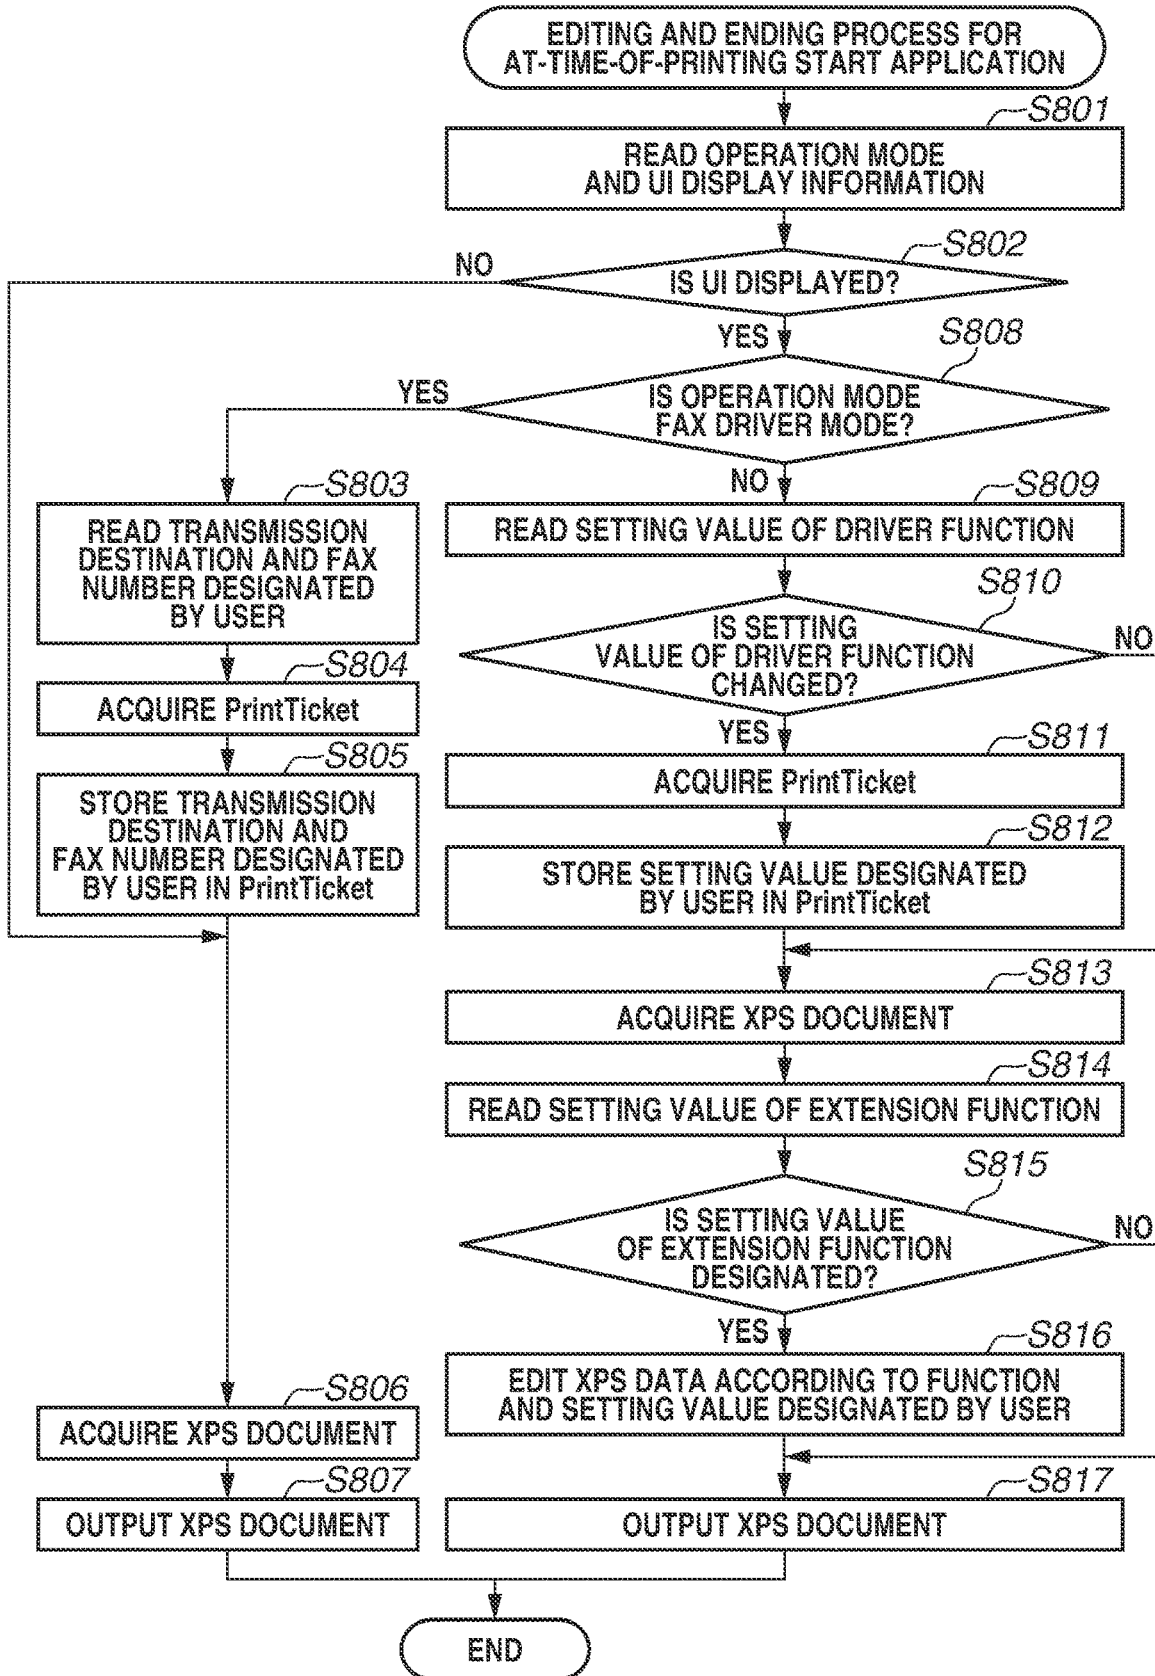 EDITING AND ENDING PROCESS FOR
AT-TIME-OF-PRINTING START APPLICATION
S801
READ OPERATION MODE
AND UI DISPLAY INFORMATION
S802
NO
IS UI DISPLAYED?
YES
S808
YES
IS OPERATION MODE
FAX DRIVER MODE?
NO
S803
READ TRANSMISSION
DESTINATION AND FAX
NUMBER DESIGNATED
BY USER
S804
ACQUIRE PrintTicket
S805
STORE TRANSMISSION
DESTINATION AND
FAX NUMBER DESIGNATED
BY USER IN PrintTicket
S809
READ SETTING VALUE OF DRIVER FUNCTION
S810
IS SETTING
VALUE OF DRIVER FUNCTION
CHANGED?
NO
YES
S811
ACQUIRE PrintTicket
S812
STORE SETTING VALUE DESIGNATED
BY USER IN PrintTicket
S813
ACQUIRE XPS DOCUMENT
S814
READ SETTING VALUE OF EXTENSION FUNCTION
S815
IS SETTING VALUE
OF EXTENSION FUNCTION
DESIGNATED?
NO
YES
S816
EDIT XPS DATA ACCORDING TO FUNCTION
AND SETTING VALUE DESIGNATED BY USER
S806
ACQUIRE XPS DOCUMENT
S807
OUTPUT XPS DOCUMENT
S817
OUTPUT XPS DOCUMENT
END